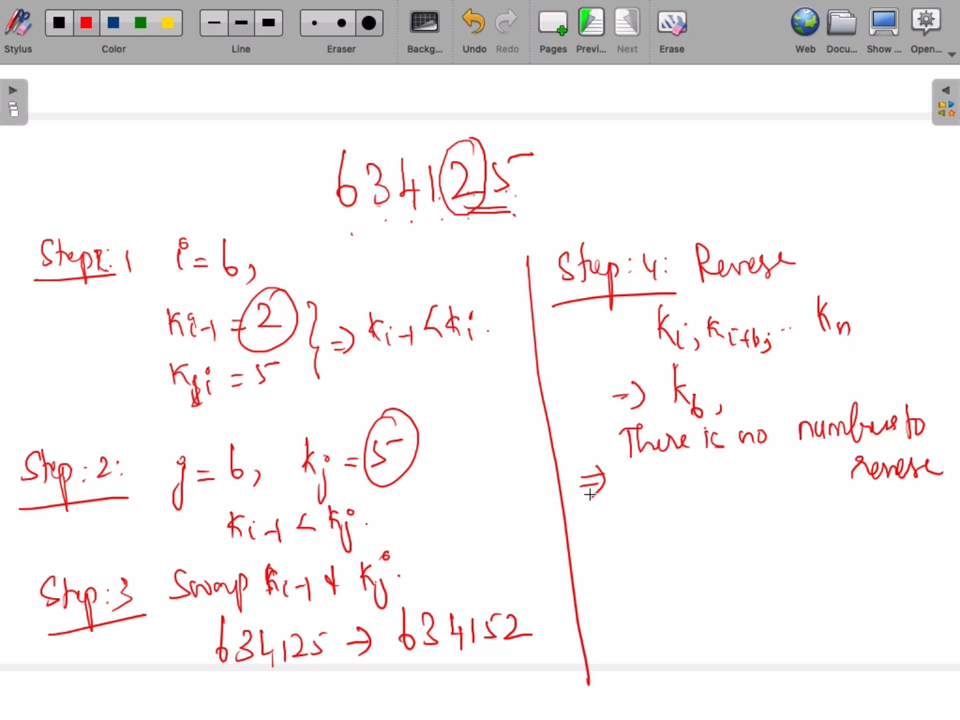 Stylus Color Line Eraser Backg... Undo Redo Pages Previ... Next Erase Web Docu... Show ... Open...
634125
Step: 1 i = 6,
Ki-1 = 2
Ki = 5
} => Ki-1 < Ki.
Step: 2: j = 6, Kj = 5
Ki-1 < Kj.
Step: 3 Swap Ki-1 & Kj.
634125 -> 634152
Step: 4: Reverse
Ki, Ki+1, .. Kn
-> K6,
There is no numbers to
reverse
=>